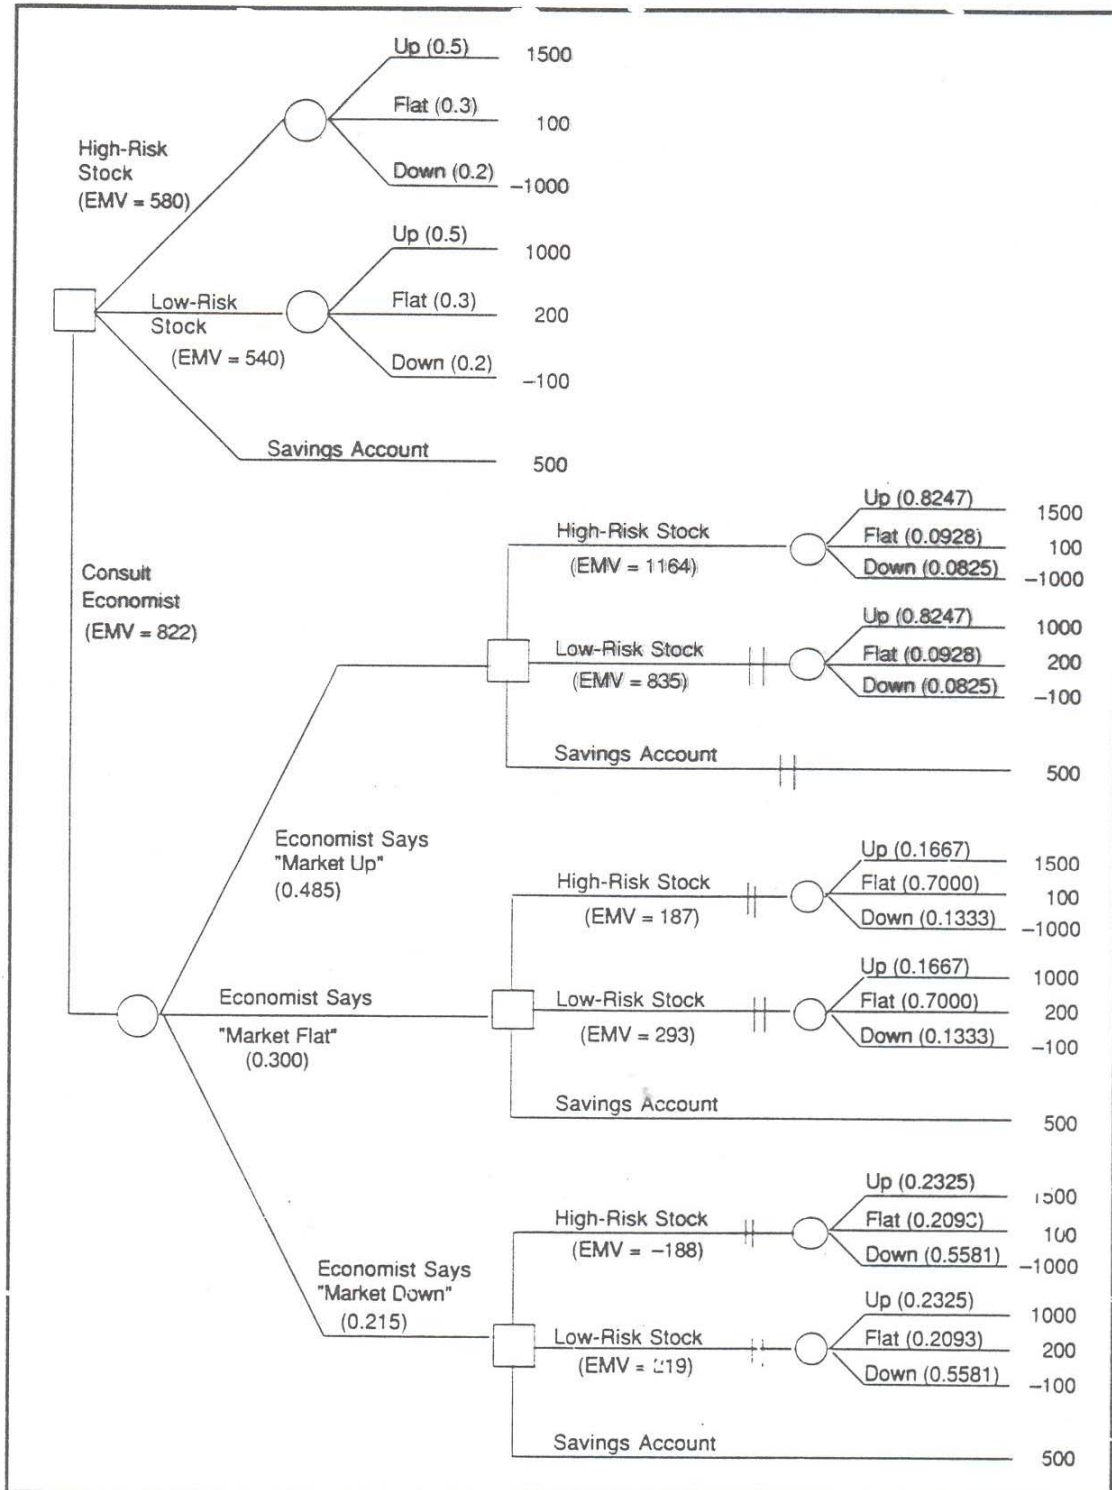 Up (0.5) 1500
Flat (0.3) 100
Down (0.2) -1000
High-Risk
Stock
(EMV = 580)
Up (0.5) 1000
Flat (0.3) 200
Down (0.2) -100
Low-Risk
Stock
(EMV = 540)
Savings Account 500
Consult
Economist
(EMV = 822)
Economist Says
"Market Up"
(0.485)
High-Risk Stock
(EMV = 1164)
Up (0.8247) 1500
Flat (0.0928) 100
Down (0.0825) -1000
Low-Risk Stock
(EMV = 835)
Up (0.8247) 1000
Flat (0.0928) 200
Down (0.0825) -100
Savings Account 500
Economist Says
"Market Flat"
(0.300)
High-Risk Stock
(EMV = 187)
Up (0.1667) 1500
Flat (0.7000) 100
Down (0.1333) -1000
Low-Risk Stock
(EMV = 293)
Up (0.1667) 1000
Flat (0.7000) 200
Down (0.1333) -100
Savings Account 500
Economist Says
"Market Down"
(0.215)
High-Risk Stock
(EMV = -188)
Up (0.2325) 1500
Flat (0.2093) 100
Down (0.5581) -1000
Low-Risk Stock
(EMV = 219)
Up (0.2325) 1000
Flat (0.2093) 200
Down (0.5581) -100
Savings Account 500